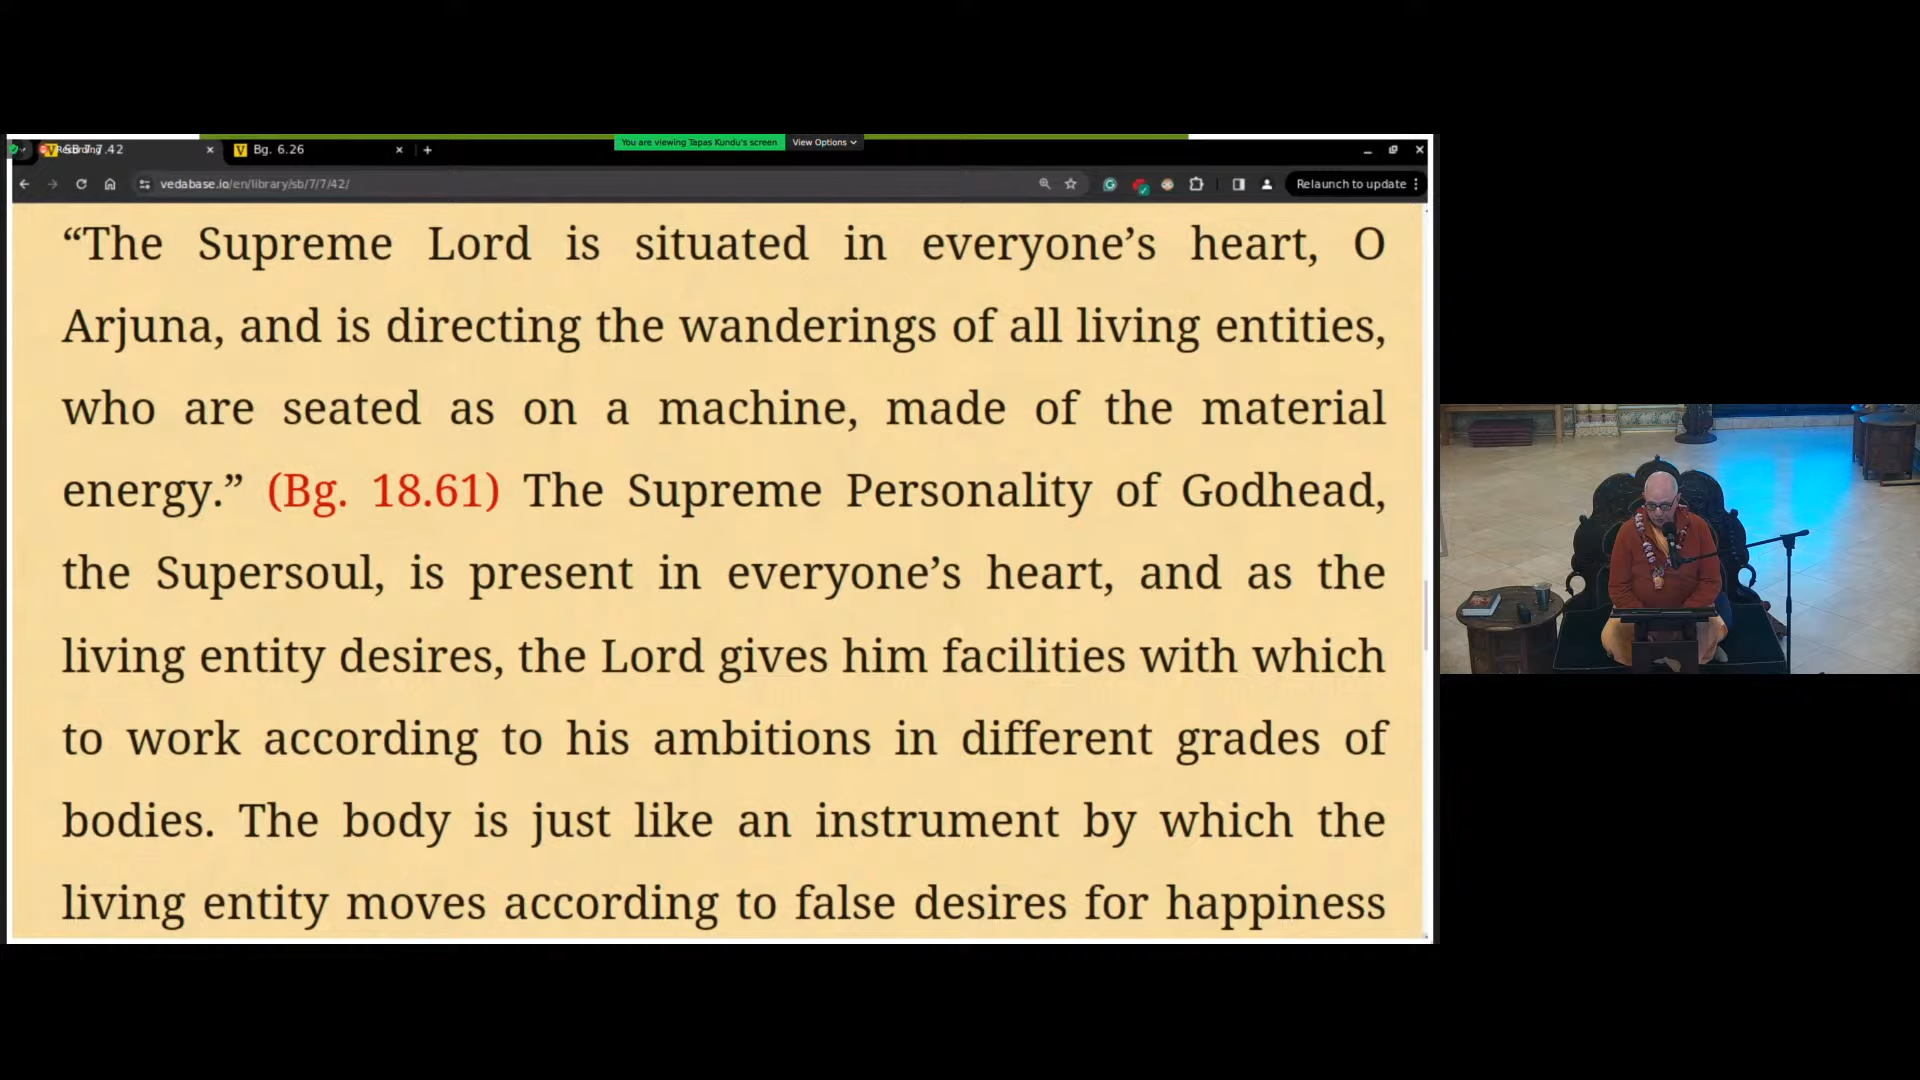 You are viewing Tapas Kundu's screen
View Options
7.42
Bg. 6.26
vedabase.io/en/library/sb/7/7/42/
Relaunch to update
“The Supreme Lord is situated in everyone’s heart, O
Arjuna, and is directing the wanderings of all living entities,
who are seated as on a machine, made of the material
energy.” (Bg. 18.61) The Supreme Personality of Godhead,
the Supersoul, is present in everyone’s heart, and as the
living entity desires, the Lord gives him facilities with which
to work according to his ambitions in different grades of
bodies. The body is just like an instrument by which the
living entity moves according to false desires for happiness